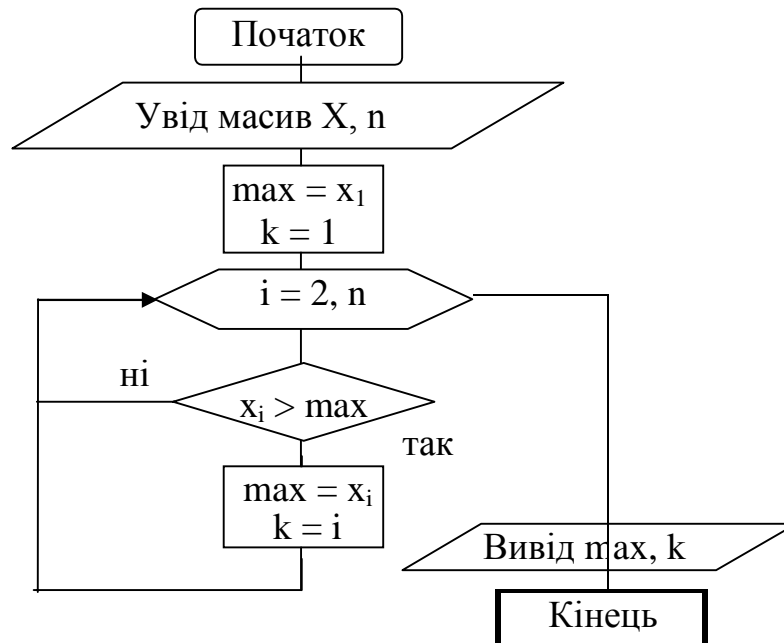 Початок
Увід масив X, n
max = x₁
k = 1
i = 2, n
ні
xᵢ > max
так
max = xᵢ
k = i
Вивід max, k
Кінець